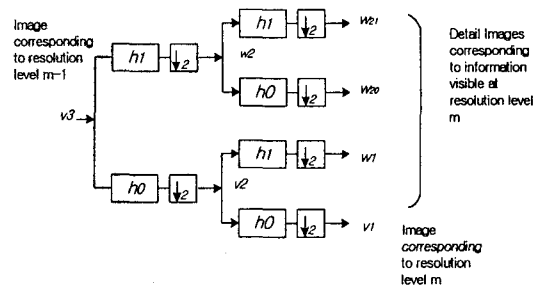 Image
corresponding
to resolution
level m-1
v3
h1
↓2
w2
h1
↓2
w21
h0
↓2
w20
h0
↓2
v2
h1
↓2
w1
h0
↓2
v1
Detail Images
corresponding
to information
visible at
resolution level
m
Image
corresponding
to resolution
level m